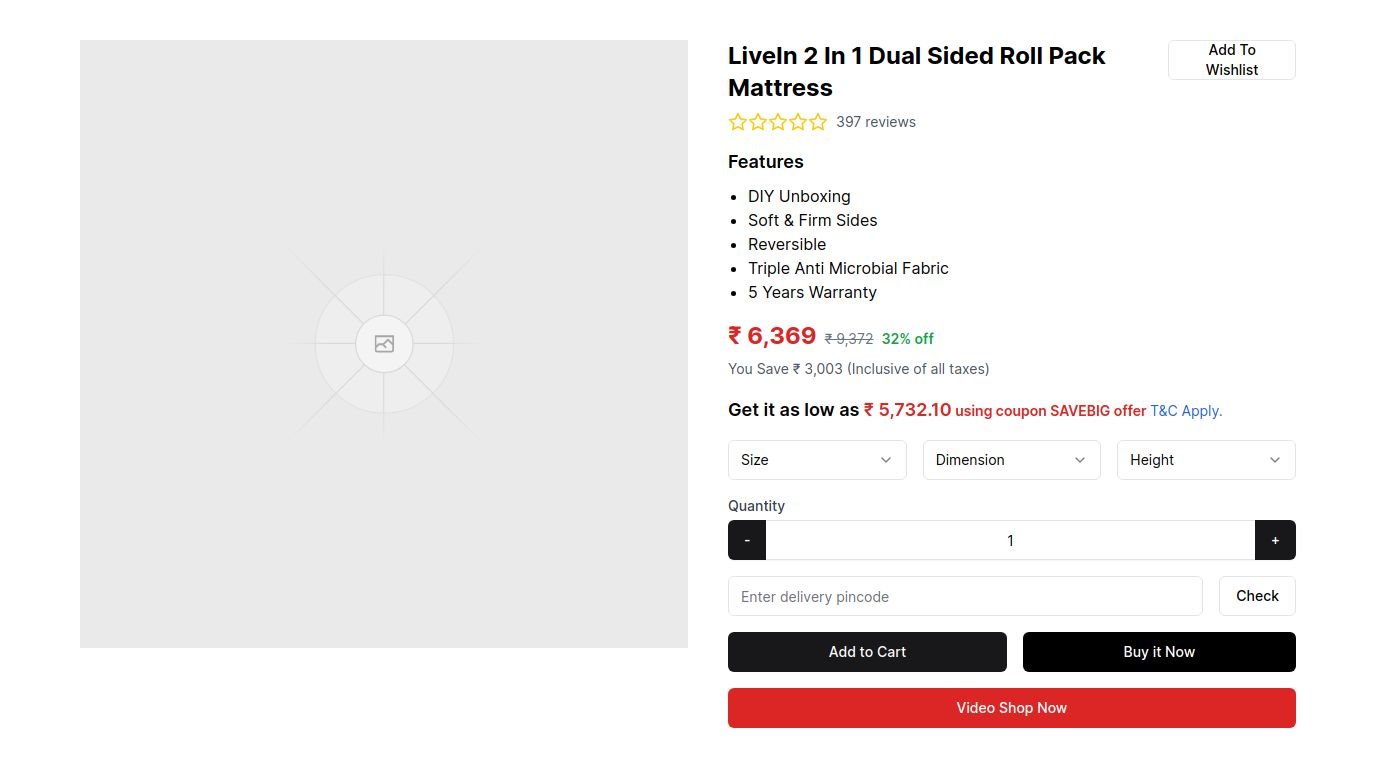 LiveIn 2 In 1 Dual Sided Roll Pack
Mattress
Add To
Wishlist
397 reviews
Features
• DIY Unboxing
• Soft & Firm Sides
• Reversible
• Triple Anti Microbial Fabric
• 5 Years Warranty
₹ 6,369 ₹ 9,372 32% off
You Save ₹ 3,003 (Inclusive of all taxes)
Get it as low as ₹ 5,732.10 using coupon SAVEBIG offer T&C Apply.
Size Dimension Height
Quantity
- 1 +
Enter delivery pincode Check
Add to Cart Buy it Now
Video Shop Now